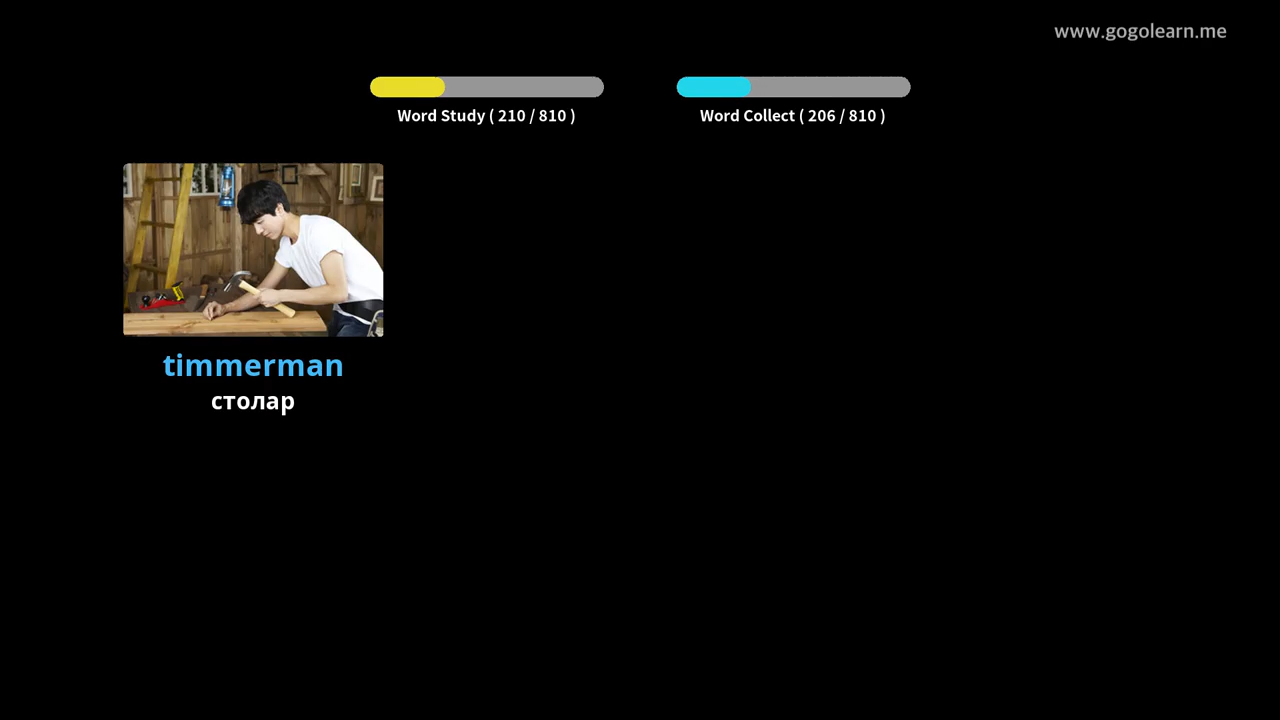 www.gogolearn.me
Word Study ( 210 / 810 )
Word Collect ( 206 / 810 )
timmerman
столар